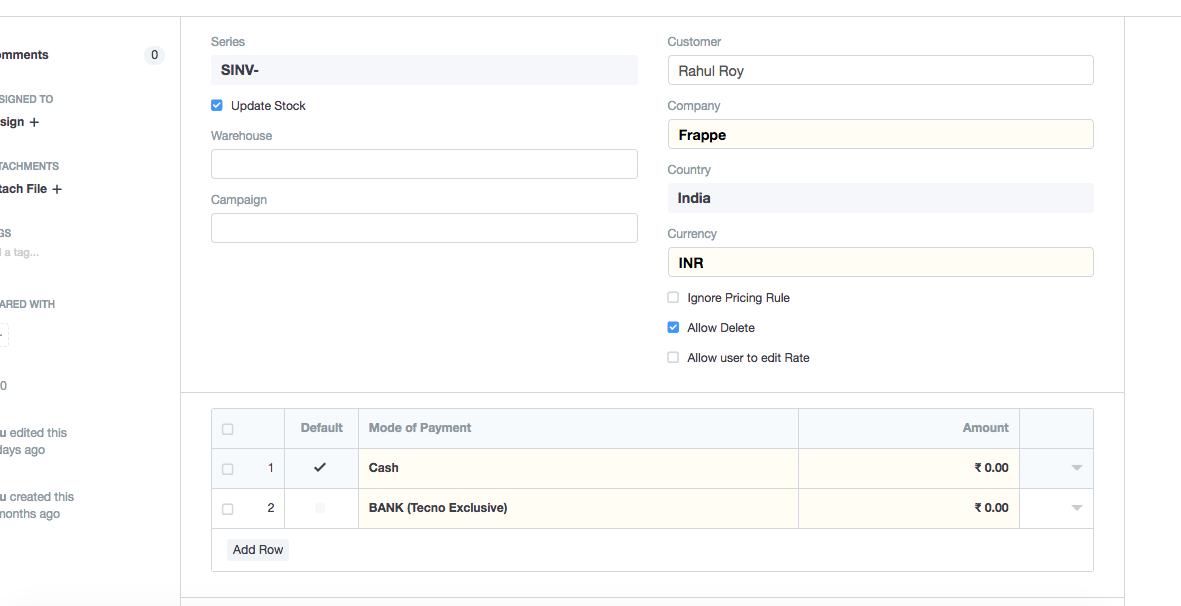 omments 0
SIGNED TO
sign +
TACHMENTS
tach File +
GS
d a tag...
ARED WITH
0
u edited this
days ago
u created this
months ago
Series
SINV-
Update Stock
Warehouse
Campaign
Customer
Rahul Roy
Company
Frappe
Country
India
Currency
INR
Ignore Pricing Rule
Allow Delete
Allow user to edit Rate
Default Mode of Payment Amount
1 Cash ₹ 0.00
2 BANK (Tecno Exclusive) ₹ 0.00
Add Row